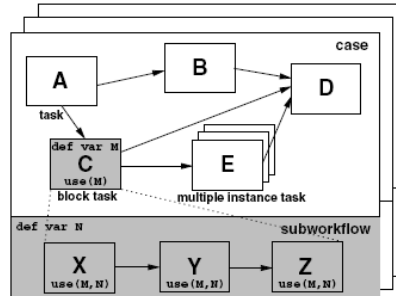 case
A
B
D
task
def var M
C
use(M)
E
block task
multiple instance task
def var N
subworkflow
X
use(M,N)
Y
use(M,N)
Z
use(M,N)